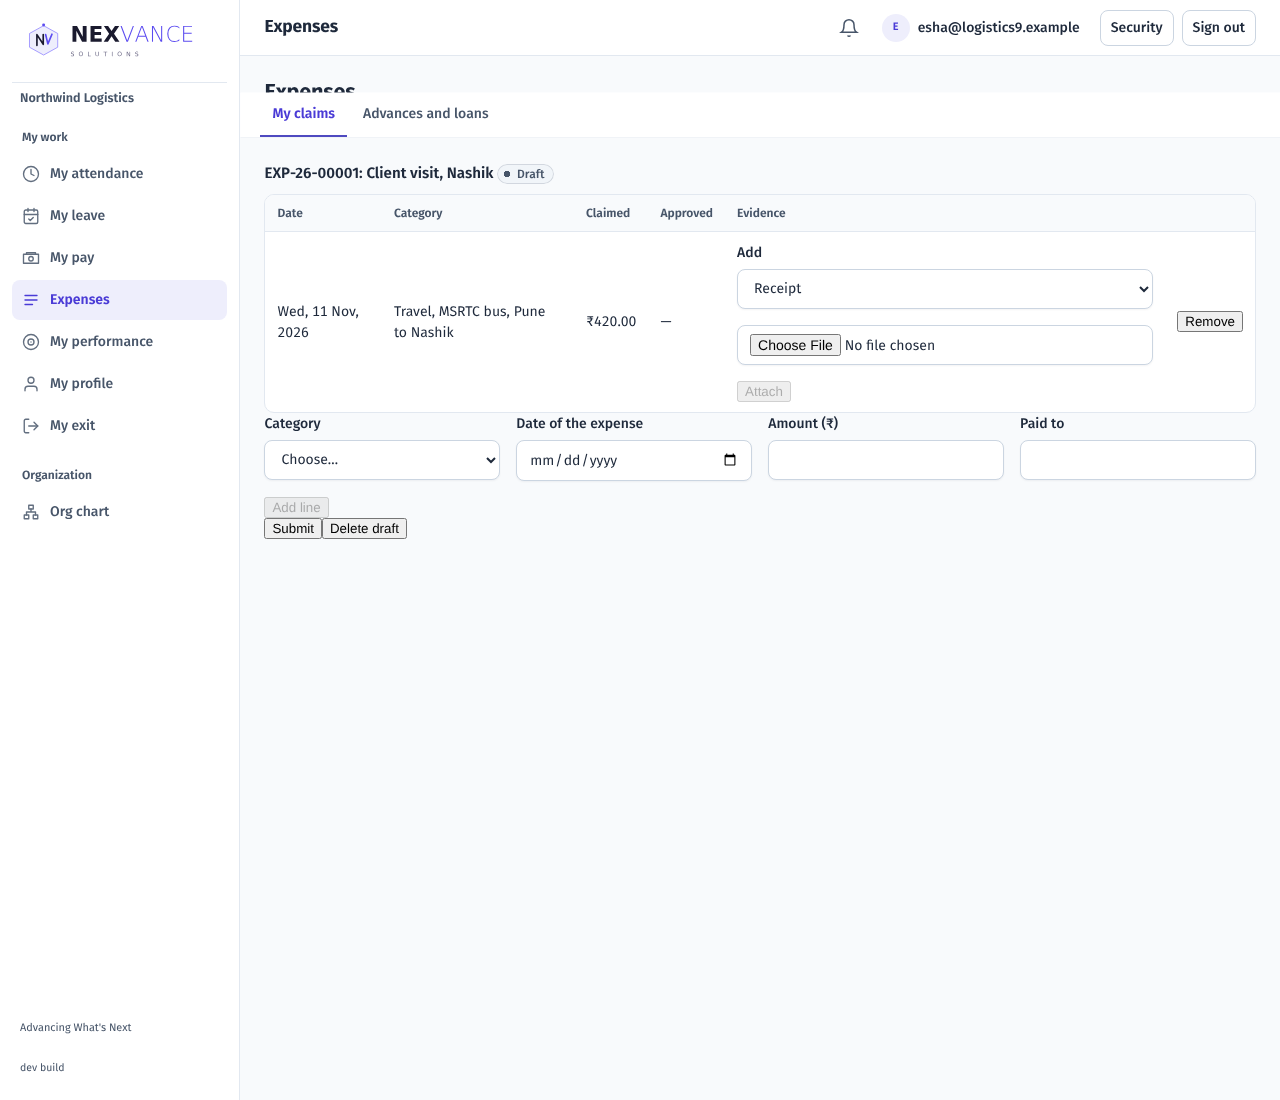 NV NEXVANCE
SOLUTIONS
Northwind Logistics
My work
My attendance
My leave
My pay
Expenses
My performance
My profile
My exit
Organization
Org chart
Advancing What's Next
dev build
Expenses
E esha@logistics9.example Security Sign out
Expenses
My claims Advances and loans
EXP-26-00001: Client visit, Nashik Draft
Date Category Claimed Approved Evidence
Wed, 11 Nov,
2026
Travel, MSRTC bus, Pune
to Nashik
₹420.00 —
Add
Receipt
Choose File No file chosen
Attach
Remove
Category Date of the expense Amount (₹) Paid to
Choose... mm/dd/yyyy
Add line
Submit Delete draft